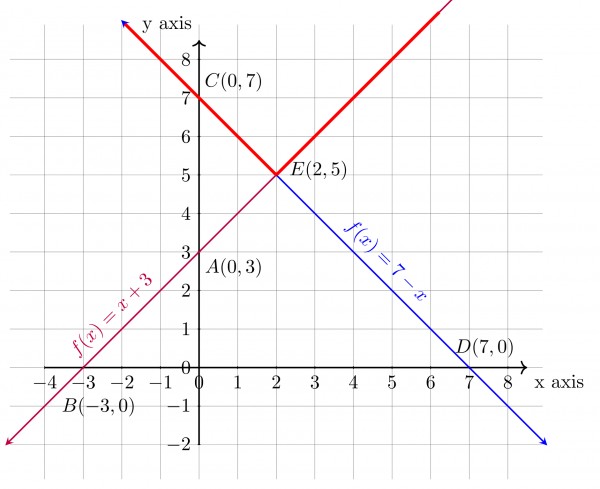 y axis
8
C(0, 7)
7
6
5
E(2, 5)
4
3
A(0, 3)
f(x) = x + 3
f(x) = 7 − x
2
1
D(7, 0)
0
−4 −3 −2 −1 0 1 2 3 4 5 6 7 8 x axis
B(−3, 0)
−1
−2